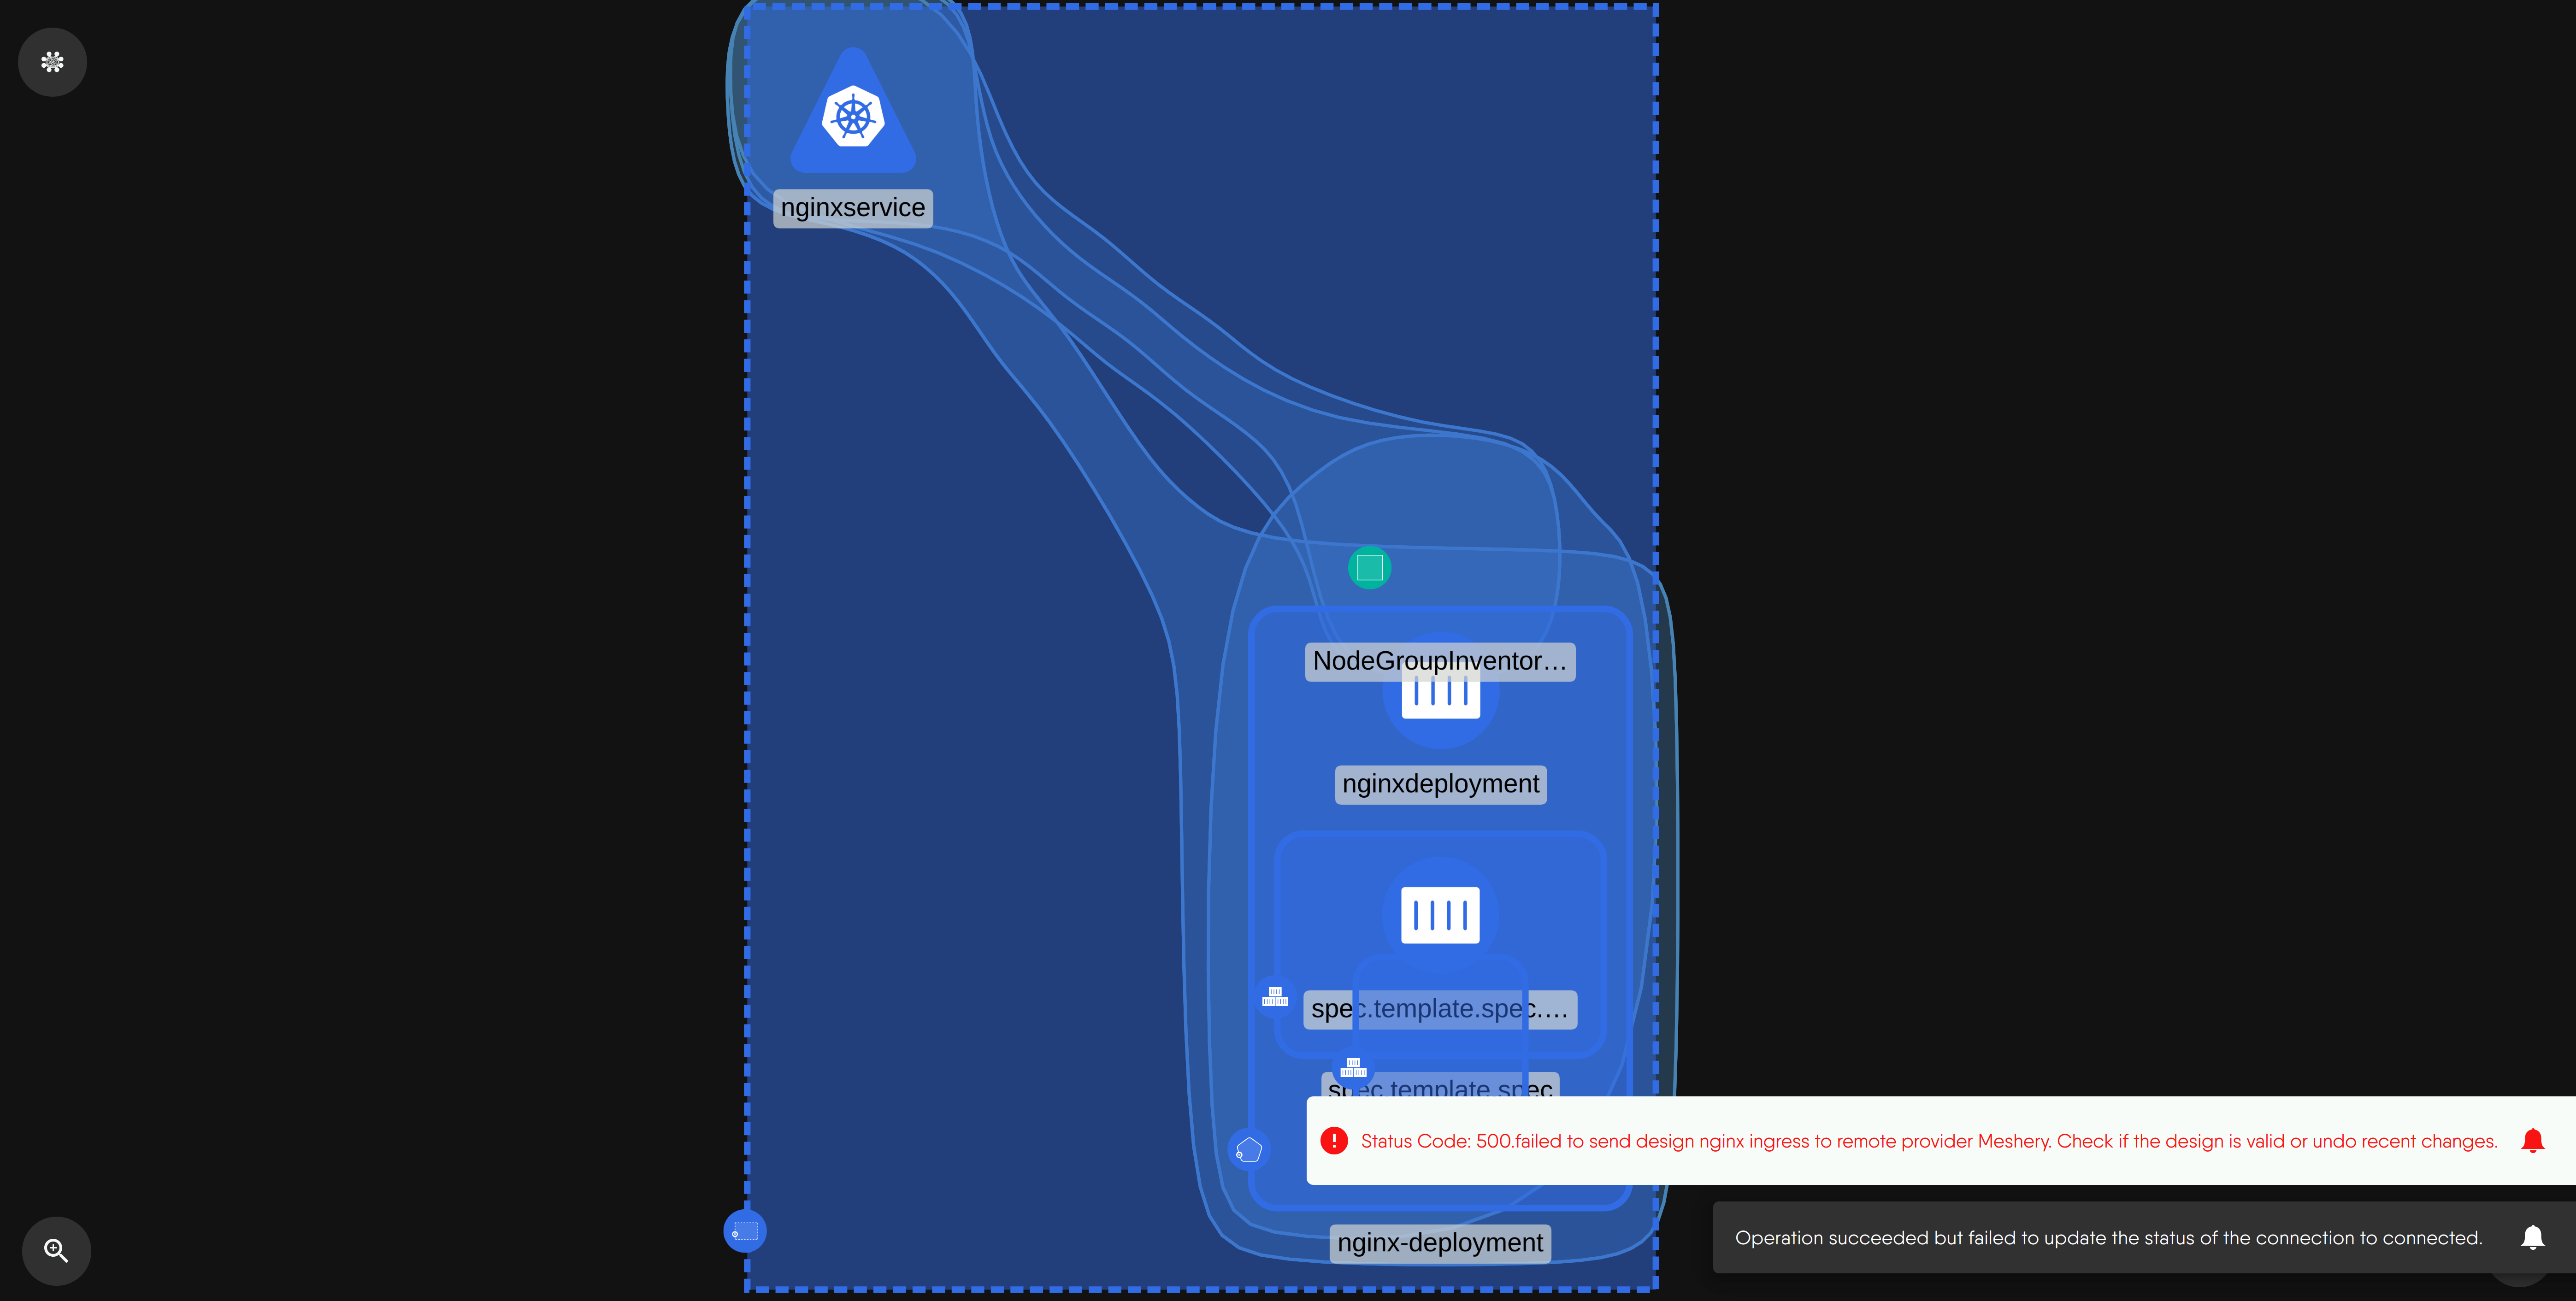 nginxservice
NodeGroupInventor…
nginxdeployment
spec.template.spec.…
spec.template.spec
Status Code: 500.failed to send design nginx ingress to remote provider Meshery. Check if the design is valid or undo recent changes.
Operation succeeded but failed to update the status of the connection to connected.
nginx-deployment